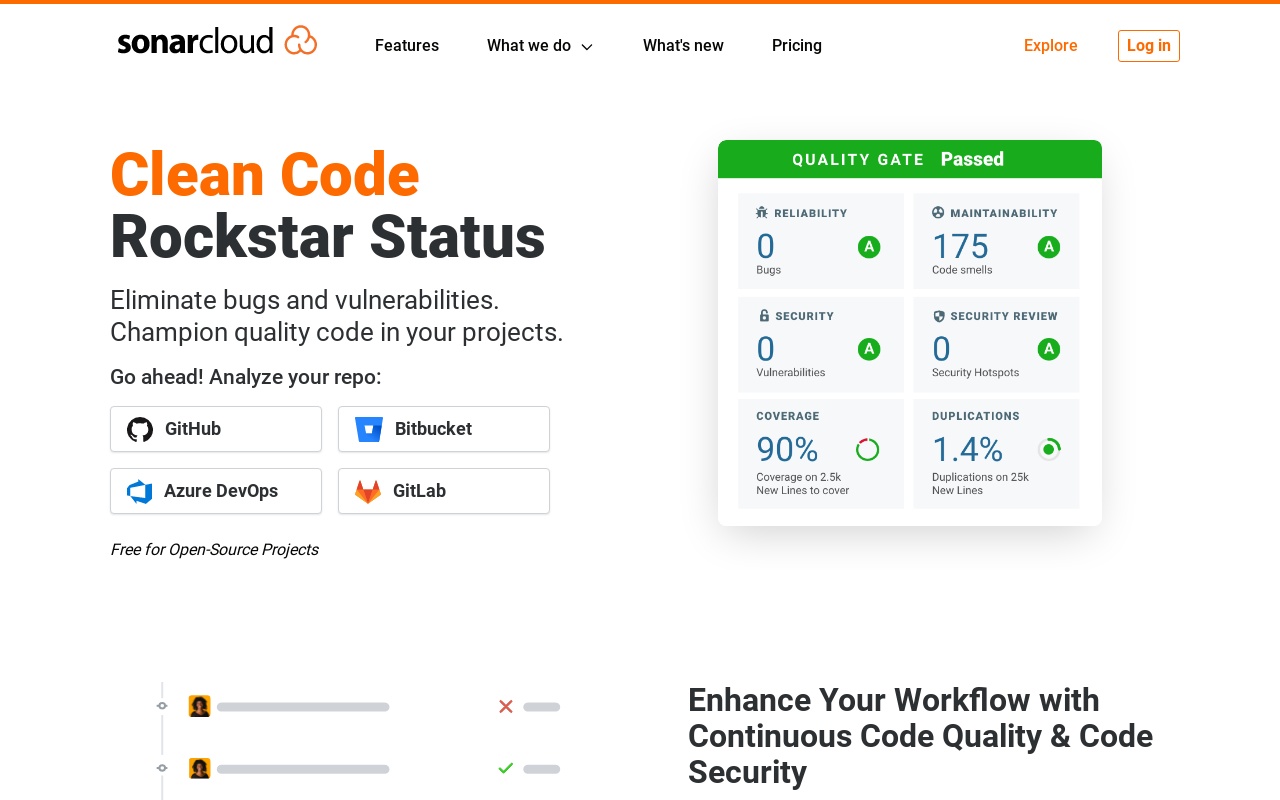 sonarcloud
Features
What we do
What's new
Pricing
Explore
Log in
Clean Code
Rockstar Status
Eliminate bugs and vulnerabilities.
Champion quality code in your projects.
Go ahead! Analyze your repo:
GitHub
Bitbucket
Azure DevOps
GitLab
Free for Open-Source Projects
QUALITY GATE Passed
RELIABILITY
0 A
Bugs
MAINTAINABILITY
175 A
Code smells
SECURITY
0 A
Vulnerabilities
SECURITY REVIEW
0 A
Security Hotspots
COVERAGE
90%
Coverage on 2.5k
New Lines to cover
DUPLICATIONS
1.4%
Duplications on 25k
New Lines
Enhance Your Workflow with
Continuous Code Quality & Code
Security